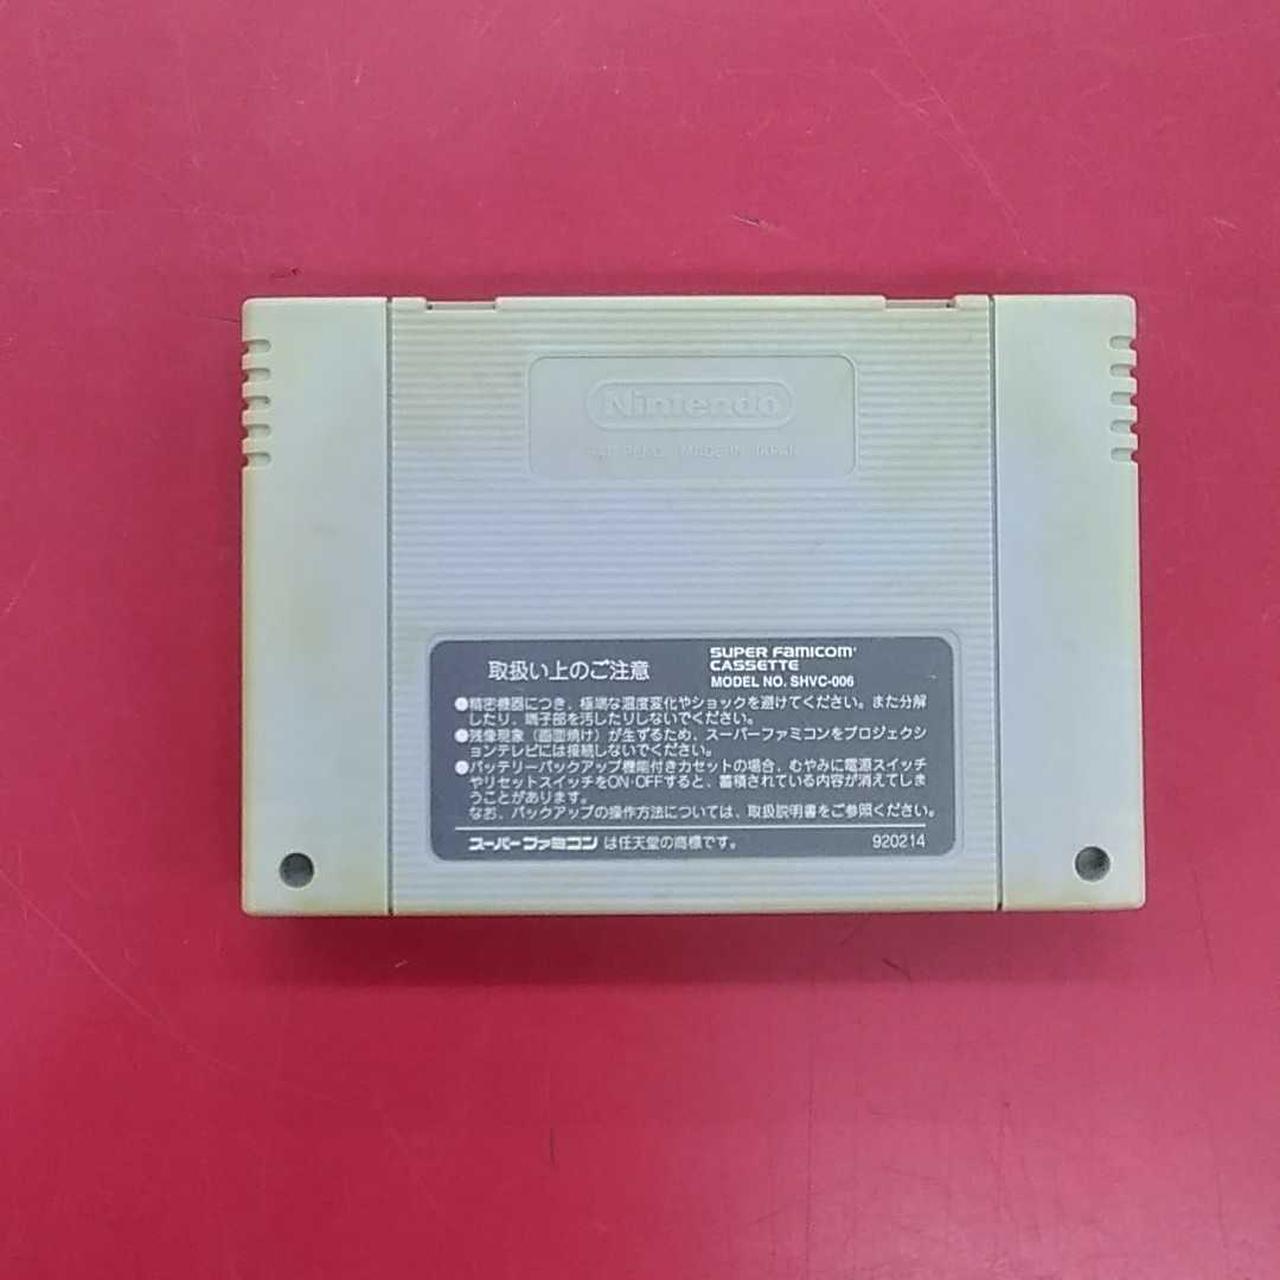 Nintendo
MADE IN JAPAN
取扱い上のご注意
SUPER Famicom
CASSETTE
MODEL NO. SHVC-006
●精密機器につき、極端な温度変化やショックを避けてください。また分解
したり、端子部を汚したりしないでください。
●残像現象（画面焼け）が生ずるため、スーパーファミコンをプロジェクシ
ョンテレビには接続しないでください。
●バッテリーバックアップ機能付きカセットの場合、むやみに電源スイッチ
やリセットスイッチをON·OFFすると、蓄積されている内容が消えてしま
うことがあります。
なお、バックアップの操作方法については、取扱説明書をご参照ください。
スーパーファミコン は任天堂の商標です。
920214